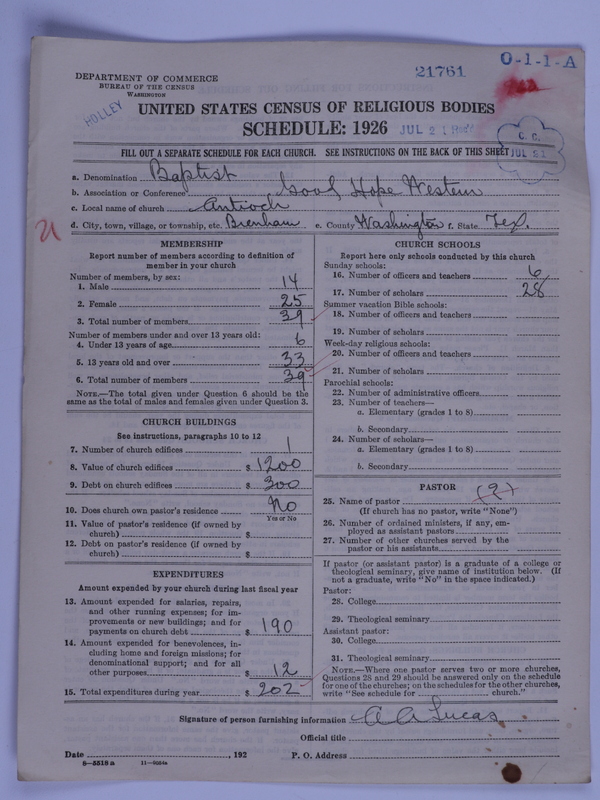 DEPARTMENT OF COMMERCE
BUREAU OF THE CENSUS
WASHINGTON
HOLLEY
21761
O-1-1-A
UNITED STATES CENSUS OF RELIGIOUS BODIES
SCHEDULE: 1926
JUL 21
C. C.
JUL 21
FILL OUT A SEPARATE SCHEDULE FOR EACH CHURCH. SEE INSTRUCTIONS ON THE BACK OF THIS SHEET
a. Denomination Baptist
b. Association or Conference Good Hope Western
c. Local name of church Antioch
d. City, town, village, or township, etc. Brenham e. County Washington f. State Tex.
21
MEMBERSHIP
Report number of members according to definition of
member in your church
Number of members, by sex:
1. Male 14
2. Female 25
3. Total number of members 39
Number of members under and over 13 years old:
4. Under 13 years of age 6
5. 13 years old and over 33
6. Total number of members 39
NOTE.—The total given under Question 6 should be the
same as the total of males and females given under Question 3.
CHURCH BUILDINGS
See instructions, paragraphs 10 to 12
7. Number of church edifices 1
8. Value of church edifices $ 1200
9. Debt on church edifices $ 300
10. Does church own pastor's residence No
Yes or No
11. Value of pastor's residence (if owned by
church) $
12. Debt on pastor's residence (if owned by
church) $
EXPENDITURES
Amount expended by your church during last fiscal year
13. Amount expended for salaries, repairs,
and other running expenses; for im-
provements or new buildings; and for
payments on church debt $ 190
14. Amount expended for benevolences, in-
cluding home and foreign missions; for
denominational support; and for all
other purposes $ 12
15. Total expenditures during year $ 202
CHURCH SCHOOLS
Report here only schools conducted by this church
Sunday schools:
16. Number of officers and teachers 6
17. Number of scholars 28
Summer vacation Bible schools:
18. Number of officers and teachers
19. Number of scholars
Week-day religious schools:
20. Number of officers and teachers
21. Number of scholars
Parochial schools:
22. Number of administrative officers
23. Number of teachers—
a. Elementary (grades 1 to 8)
b. Secondary
24. Number of scholars—
a. Elementary (grades 1 to 8)
b. Secondary
PASTOR
25. Name of pastor (?)
(If church has no pastor, write "None")
26. Number of ordained ministers, if any, em-
ployed as assistant pastors
27. Number of other churches served by the
pastor or his assistants
If pastor (or assistant pastor) is a graduate of a college or
theological seminary, give name of institution below. (If
not a graduate, write "No" in the space indicated.)
Pastor:
28. College
29. Theological seminary
Assistant pastor:
30. College
31. Theological seminary
NOTE.—Where one pastor serves two or more churches,
Questions 28 and 29 should be answered only on the schedule
for one of the churches; on the schedules for the other churches,
write "See schedule for church."
Signature of person furnishing information A A Lucas
Official title
Date , 192 P. O. Address
8—5518a 11—9504a